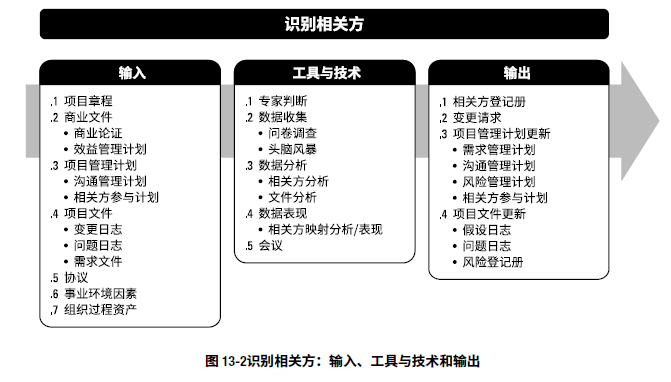 识别相关方
输入
.1 项目章程
.2 商业文件
• 商业论证
• 效益管理计划
.3 项目管理计划
• 沟通管理计划
• 相关方参与计划
.4 项目文件
• 变更日志
• 问题日志
• 需求文件
.5 协议
.6 事业环境因素
.7 组织过程资产
工具与技术
.1 专家判断
.2 数据收集
• 问卷调查
• 头脑风暴
.3 数据分析
• 相关方分析
• 文件分析
.4 数据表现
• 相关方映射分析/表现
.5 会议
输出
.1 相关方登记册
.2 变更请求
.3 项目管理计划更新
• 需求管理计划
• 沟通管理计划
• 风险管理计划
• 相关方参与计划
.4 项目文件更新
• 假设日志
• 问题日志
• 风险登记册
图 13-2识别相关方：输入、工具与技术和输出